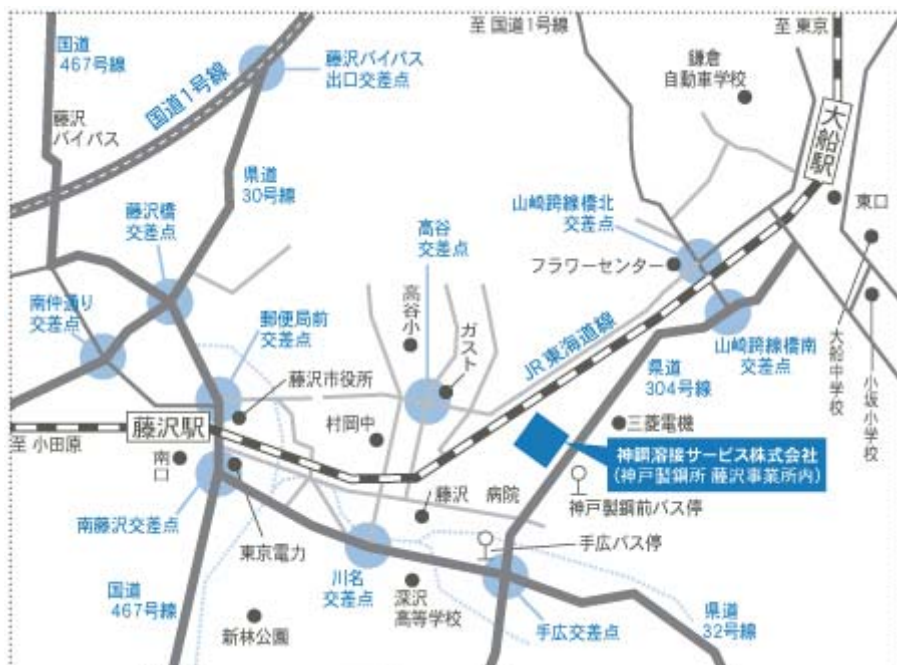 至 国道1号線
至 東京
国道
467号線
国道1号線
藤沢バイパス
出口交差点
鎌倉
自動車学校
大船駅
藤沢
バイパス
県道
30号線
藤沢橋
交差点
高谷
交差点
山崎跨線橋北
交差点
東口
フラワーセンター
南仲通り
交差点
郵便局前
交差点
高谷小
ガスト
JR東海道線
山崎跨線橋南
交差点
大船中学校
小坂小学校
県道
304号線
藤沢市役所
藤沢駅
至 小田原
村岡中
三菱電機
神鋼溶接サービス株式会社
(神戸製鋼所 藤沢事業所内)
南口
藤沢 病院
神戸製鋼前バス停
南藤沢交差点
東京電力
手広バス停
川名
交差点
深沢
高等学校
国道
467号線
新林公園
手広交差点
県道
32号線